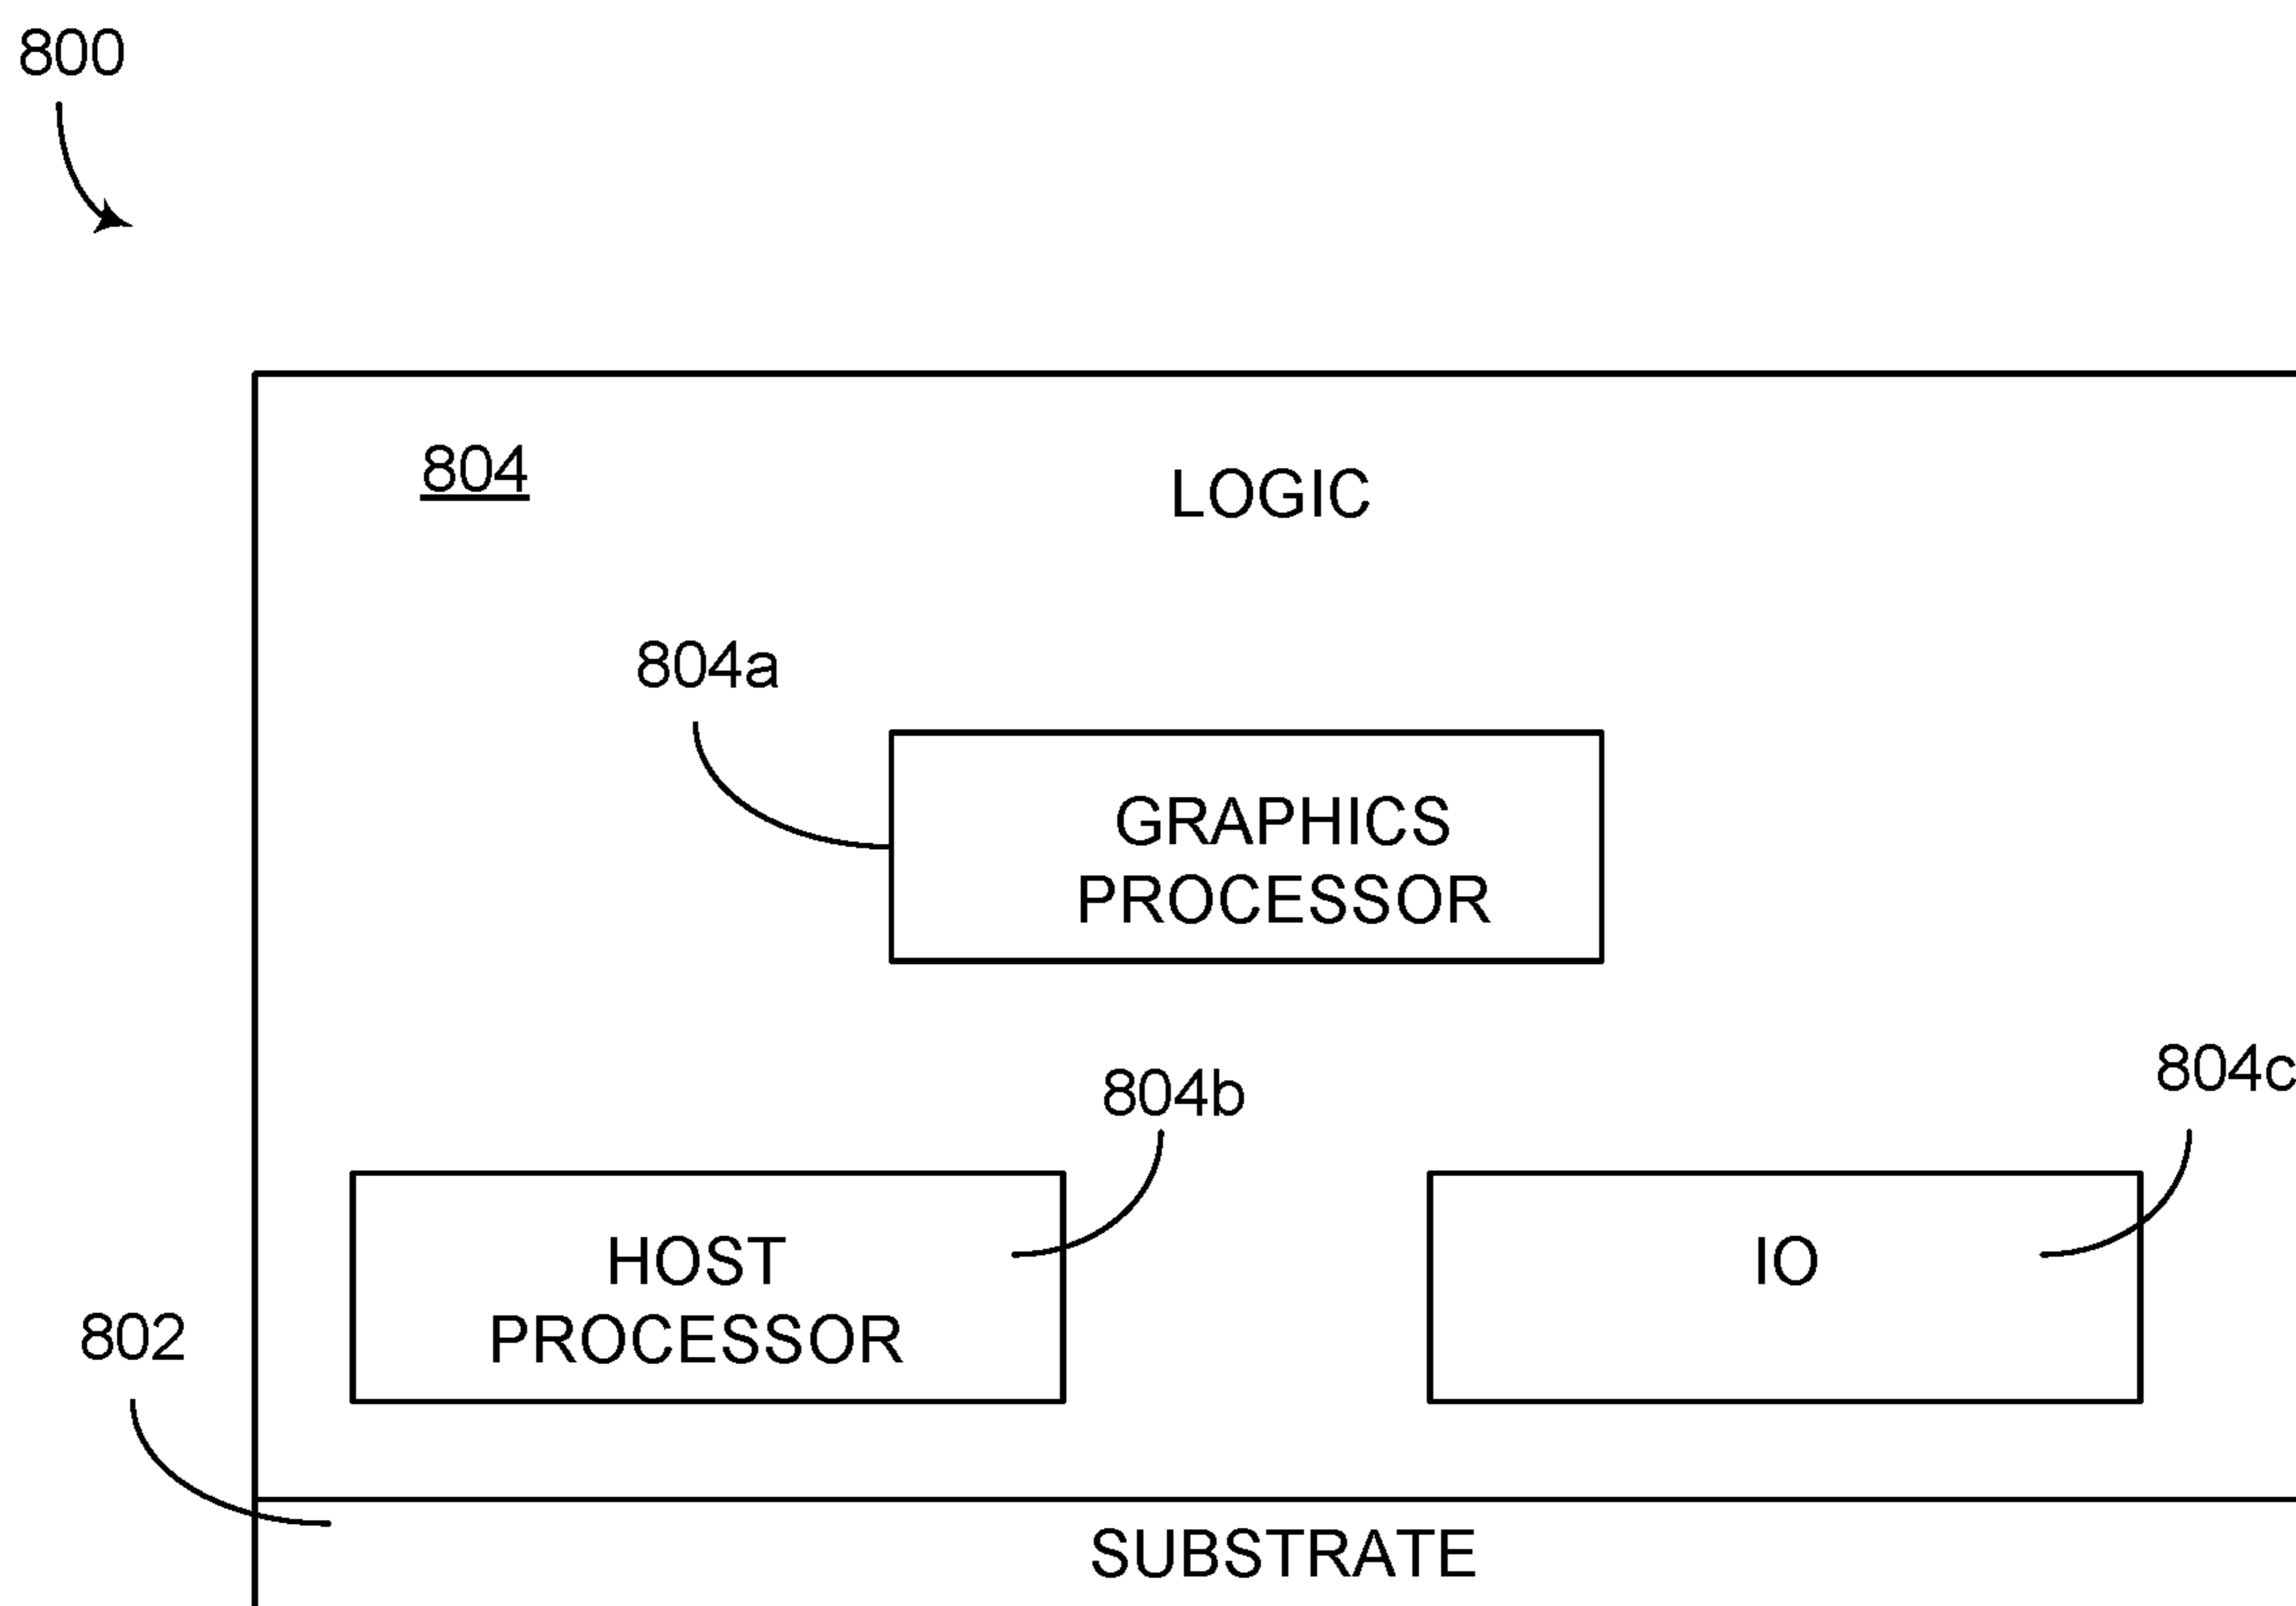 800
804
LOGIC
804a
GRAPHICS
PROCESSOR
804b
804c
HOST
PROCESSOR
IO
802
SUBSTRATE